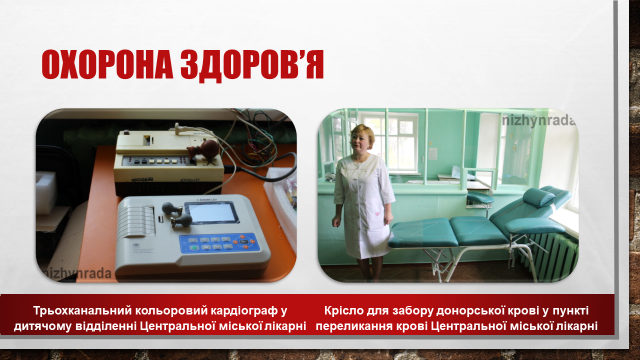 ОХОРОНА ЗДОРОВ’Я
nizhynrada
nizhynrada
Трьохканальний кольоровий кардіограф у
дитячому відділенні Центральної міської лікарні
Крісло для забору донорської крові у пункті
переливання крові Центральної міської лікарні